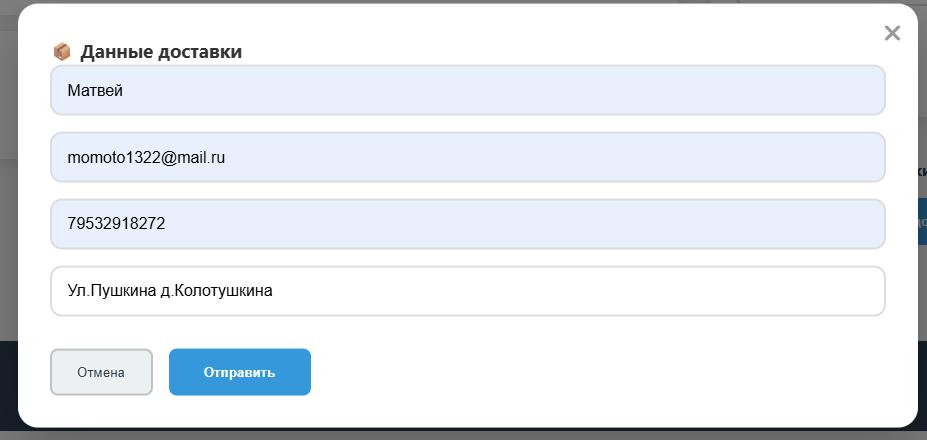 Данные доставки
Матвей
momoto1322@mail.ru
79532918272
Ул.Пушкина д.Колотушкина
Отмена
Отправить